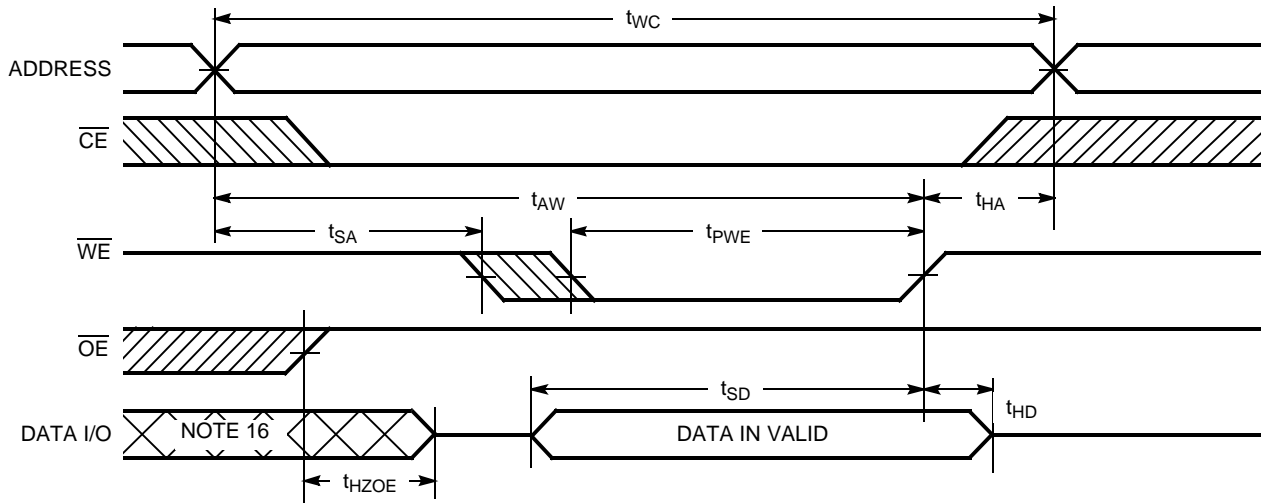 tWC
ADDRESS
CE
tAW
tHA
tSA
tPWE
WE
OE
tSD
tHD
DATA I/O
NOTE 16
DATA IN VALID
tHZOE